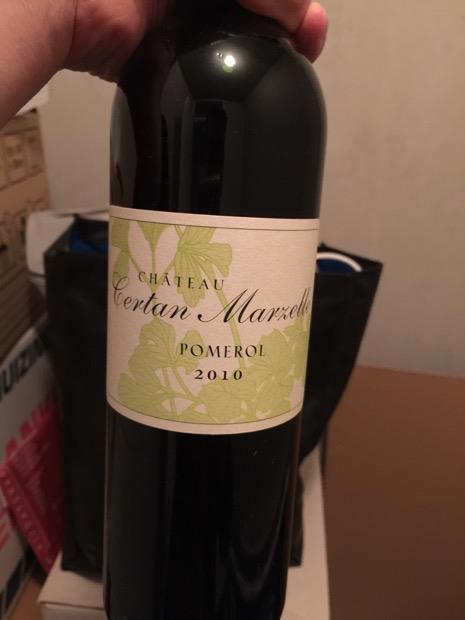 CHÂTEAU
Certan Marzelle
POMEROL
2010